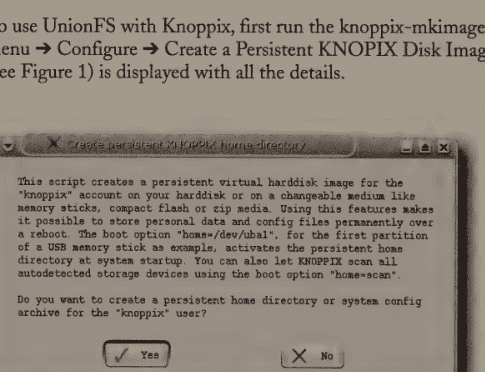 o use UnionFS with Knoppix, first run the knoppix-mkimage
enu → Configure → Create a Persistent KNOPIX Disk Imag
ee Figure 1) is displayed with all the details.
Create persistent KNOPPIX home directory
This script creates a persistent virtual harddisk image for the
"knoppix" account on your harddisk or on a changeable medium like
memory sticks, compact flash or zip media. Using this features makes
it possible to store personal data and config files permanently over
a reboot. The boot option "home=/dev/uba1", for the first partition
of a USB memory stick as example, activates the persistent home
directory at system startup. You can also let KNOPPIX scan all
autodetected storage devices using the boot option "home=scan".
Do you want to create a persistent home directory or system config
archive for the "knoppix" user?
Yes No